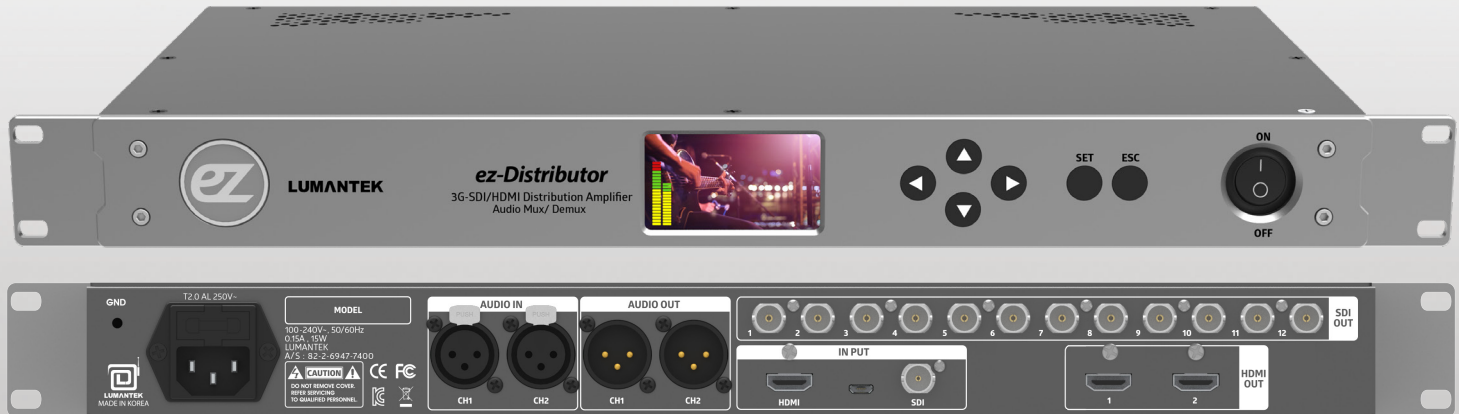 ez
LUMANTEK
ez-Distributor
3G-SDI/HDMI Distribution Amplifier
Audio Mux/ Demux
SET
ESC
ON
OFF
GND
LUMANTEK
MADE IN KOREA
T2.0 AL 250V~
MODEL
100-240V~, 50/60Hz
0.15A , 15W
LUMANTEK
A/S : 82-2-6947-7400
CAUTION
DO NOT REMOVE COVER.
REFER SERVICING
TO QUALIFIED PERSONNEL.
CE FC
AUDIO IN
PUSH PUSH
CH1 CH2
AUDIO OUT
CH1 CH2
1 2 3 4 5 6 7 8 9 10 11 12
SDI
OUT
IN PUT
HDMI
SDI
1 2
HDMI
OUT